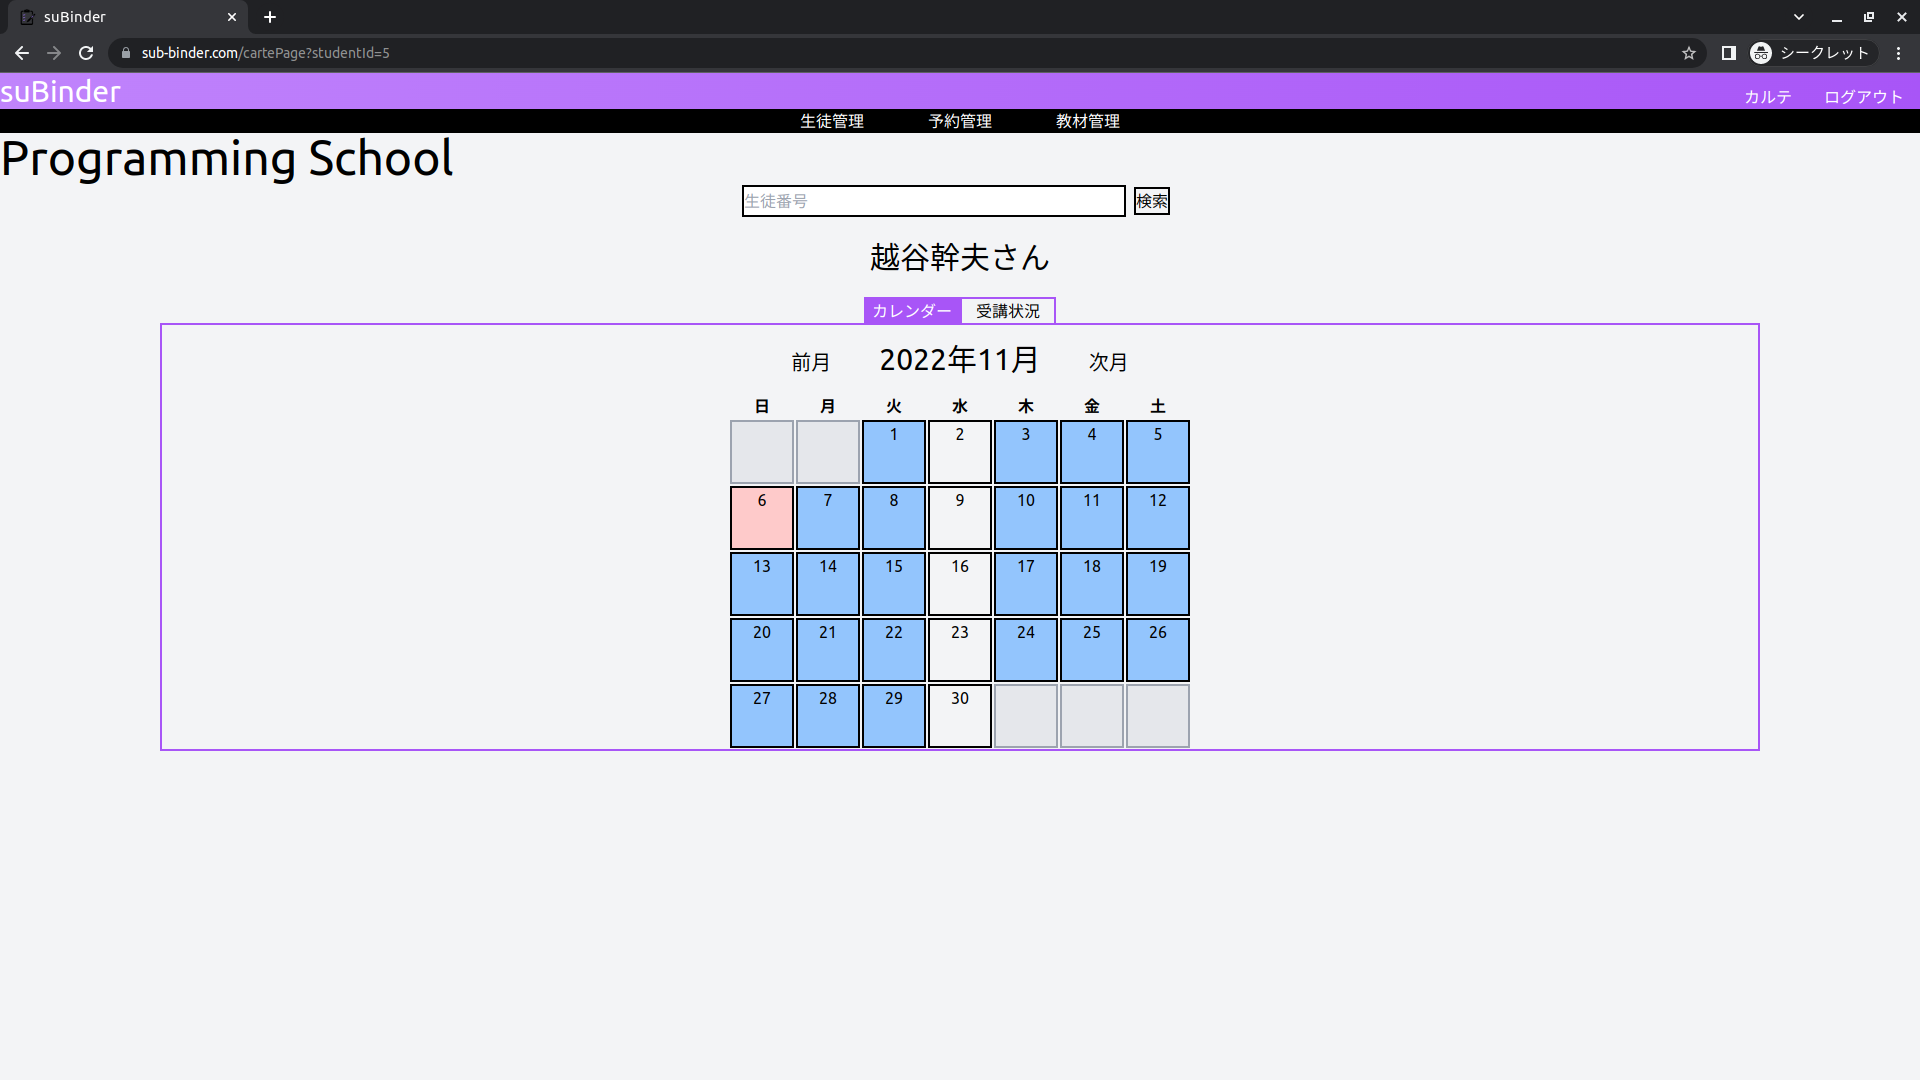 suBinder
sub-binder.com/cartePage?studentId=5
シークレット
suBinder
カルテ ログアウト
生徒管理 予約管理 教材管理
Programming School
生徒番号 検索
越谷幹夫さん
カレンダー 受講状況
前月 2022年11月 次月
日 月 火 水 木 金 土
1 2 3 4 5
6 7 8 9 10 11 12
13 14 15 16 17 18 19
20 21 22 23 24 25 26
27 28 29 30